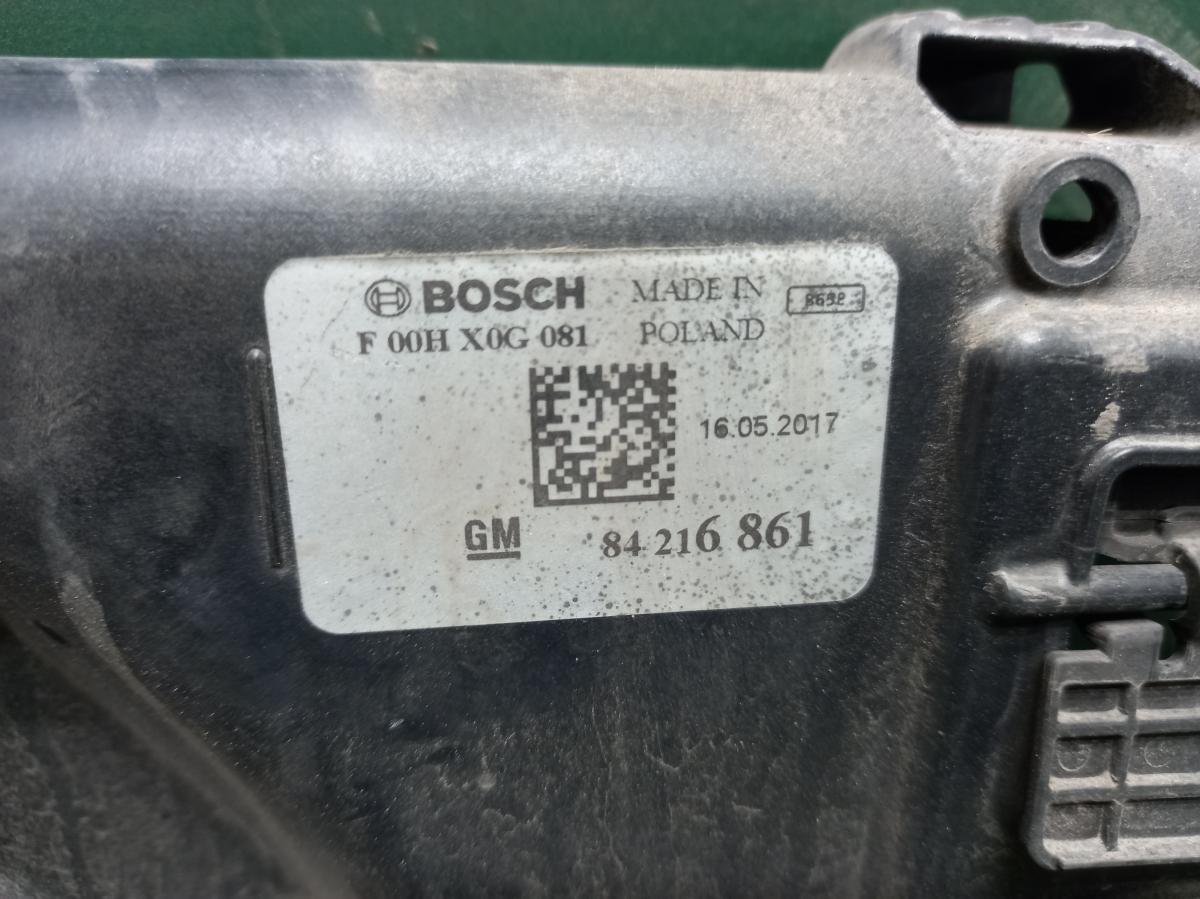 BOSCH
F 00H X0G 081
MADE IN
POLAND
16.05.2017
GM
84 216 861